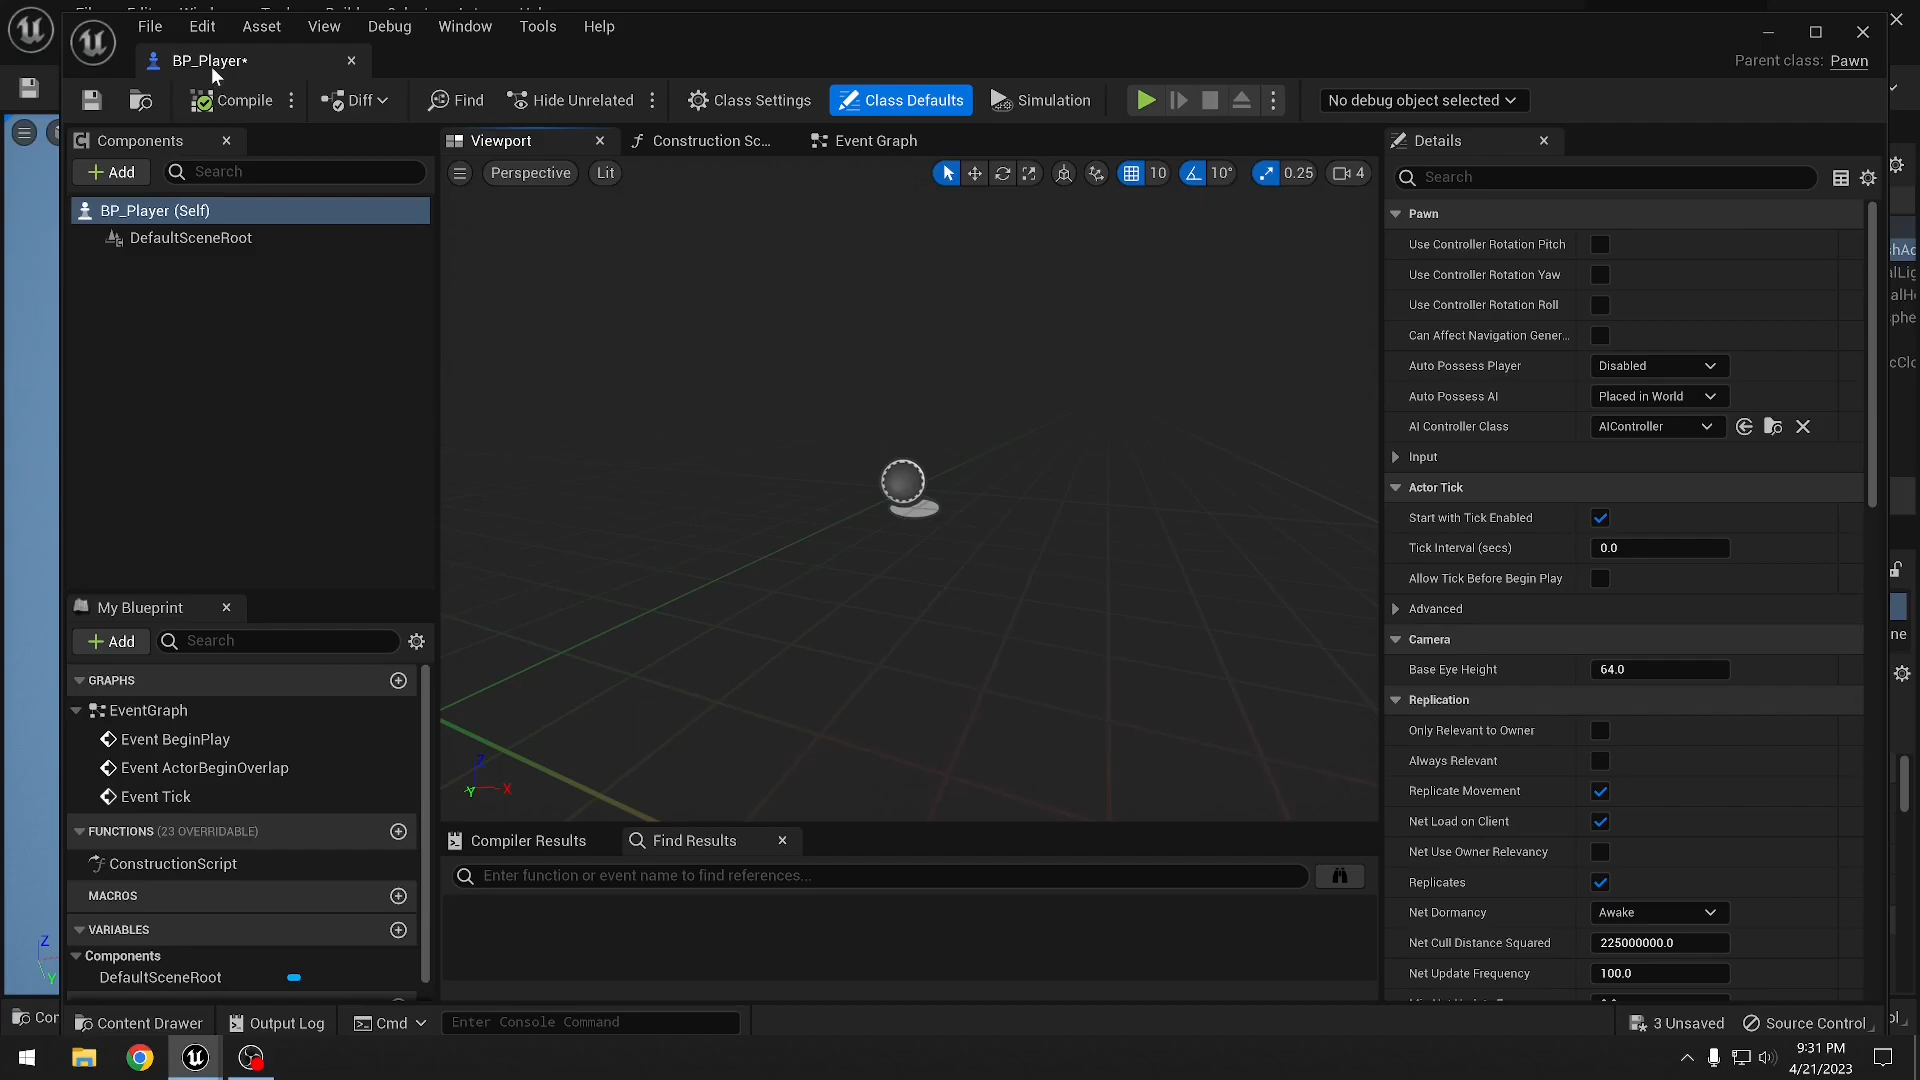 File Edit Asset View Debug Window Tools Help
BP_Player*
Parent class: Pawn
Compile Diff Find Hide Unrelated Class Settings Class Defaults Simulation No debug object selected
Components
Add Search
BP_Player (Self)
DefaultSceneRoot
Viewport Construction Sc... Event Graph
Perspective Lit 10 10° 0.25 4
Details
Search
Pawn
Use Controller Rotation Pitch
Use Controller Rotation Yaw
Use Controller Rotation Roll
Can Affect Navigation Gener...
Auto Possess Player Disabled
Auto Possess AI Placed in World
AI Controller Class AIController
Input
Actor Tick
Start with Tick Enabled
Tick Interval (secs) 0.0
Allow Tick Before Begin Play
Advanced
Camera
Base Eye Height 64.0
Replication
Only Relevant to Owner
Always Relevant
Replicate Movement
Net Load on Client
Net Use Owner Relevancy
Replicates
Net Dormancy Awake
Net Cull Distance Squared 225000000.0
Net Update Frequency 100.0
My Blueprint
Add Search
GRAPHS
EventGraph
Event BeginPlay
Event ActorBeginOverlap
Event Tick
FUNCTIONS (23 OVERRIDABLE)
ConstructionScript
MACROS
VARIABLES
Components
DefaultSceneRoot
Z
Y X
Compiler Results Find Results
Enter function or event name to find references...
Content Drawer Output Log Cmd Enter Console Command
3 Unsaved Source Control
Z
Y
Con
9:31 PM
4/21/2023